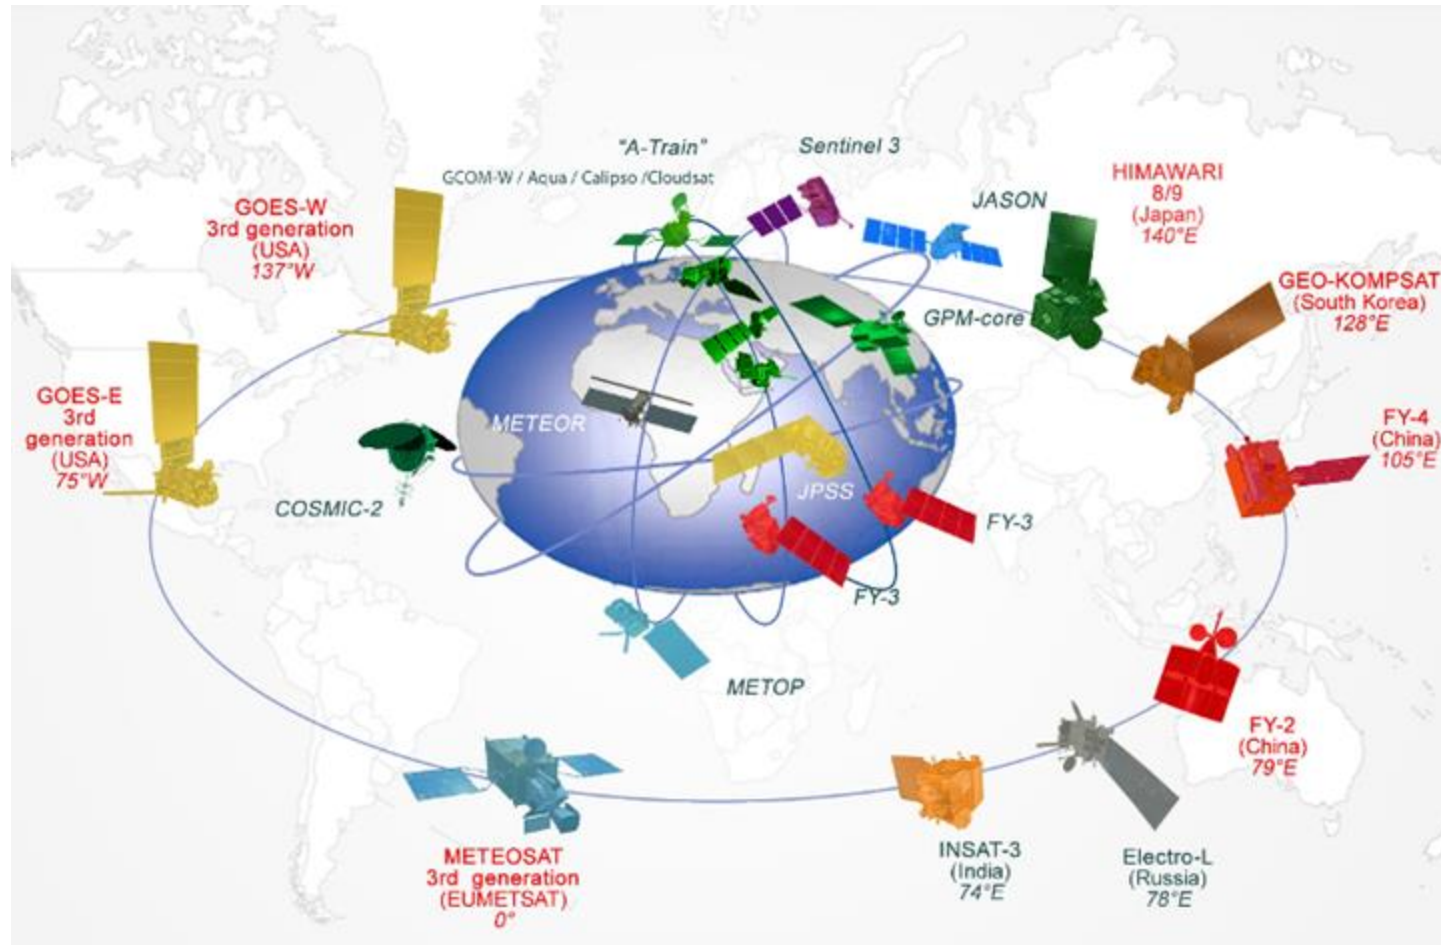 "A-Train"
GCOM-W / Aqua / Calipso /Cloudsat
Sentinel 3
JASON
HIMAWARI
8/9
(Japan)
140°E
GOES-W
3rd generation
(USA)
137°W
GEO-KOMPSAT
(South Korea)
128°E
GPM-core
GOES-E
3rd
generation
(USA)
75°W
METEOR
FY-4
(China)
105°E
COSMIC-2
JPSS
FY-3
FY-3
METOP
FY-2
(China)
79°E
METEOSAT
3rd generation
(EUMETSAT)
0°
INSAT-3
(India)
74°E
Electro-L
(Russia)
78°E